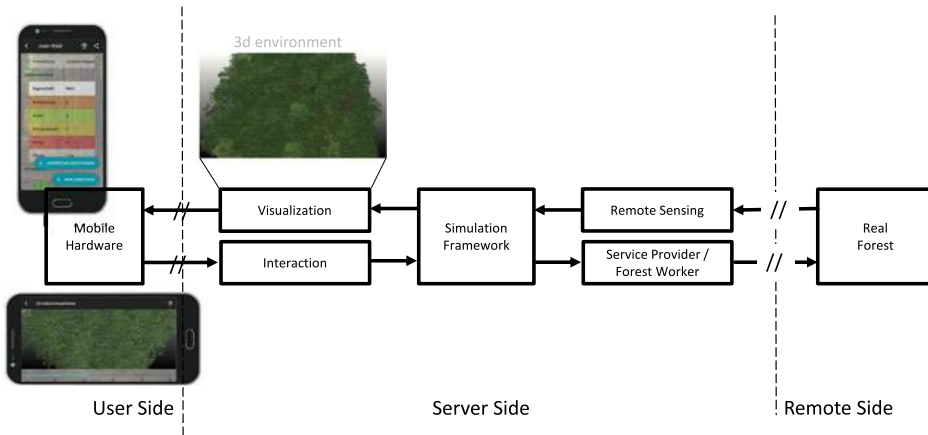 3d environment
Visualization
Remote Sensing
Mobile
Hardware
Simulation
Framework
Real
Forest
Interaction
Service Provider /
Forest Worker
User Side
Server Side
Remote Side